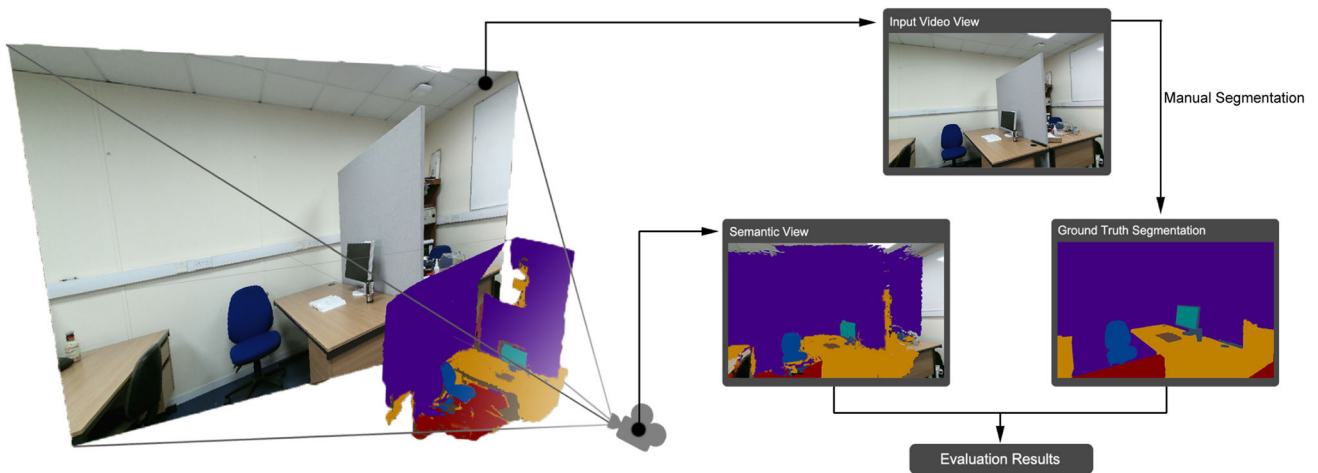 Input Video View
Manual Segmentation
Semantic View
Ground Truth Segmentation
Evaluation Results